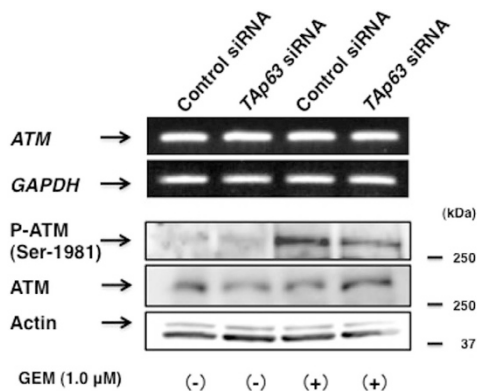 Control siRNA
TAp63 siRNA
Control siRNA
TAp63 siRNA
ATM
GAPDH
(kDa)
P-ATM
(Ser-1981)
250
ATM
250
Actin
37
GEM (1.0 μM) (-) (-) (+) (+)